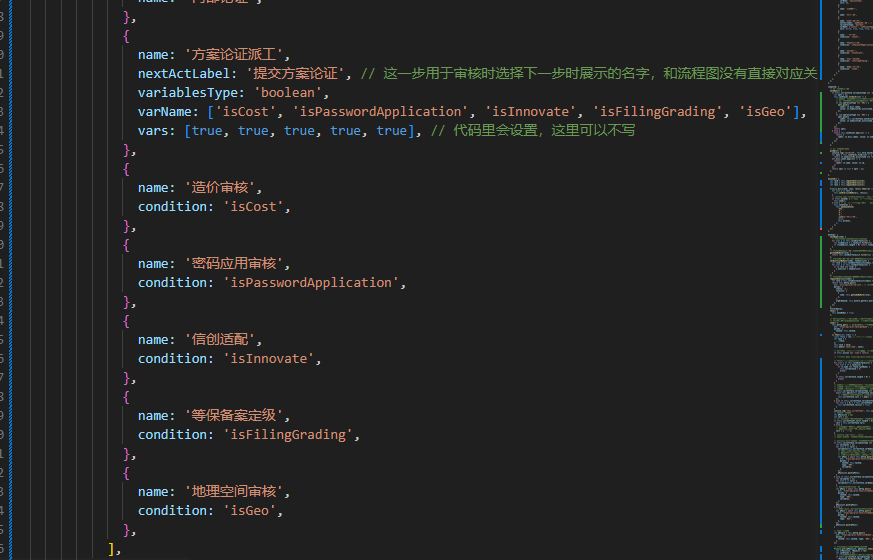 },
{
name: '方案论证派工',
nextActLabel: '提交方案论证', // 这一步用于审核时选择下一步时展示的名字，和流程图没有直接对应关
variablesType: 'boolean',
varName: ['isCost', 'isPasswordApplication', 'isInnovate', 'isFilingGrading', 'isGeo'],
vars: [true, true, true, true, true], // 代码里会设置，这里可以不写
},
{
name: '造价审核',
condition: 'isCost',
},
{
name: '密码应用审核',
condition: 'isPasswordApplication',
},
{
name: '信创适配',
condition: 'isInnovate',
},
{
name: '等保备案定级',
condition: 'isFilingGrading',
},
{
name: '地理空间审核',
condition: 'isGeo',
},
],